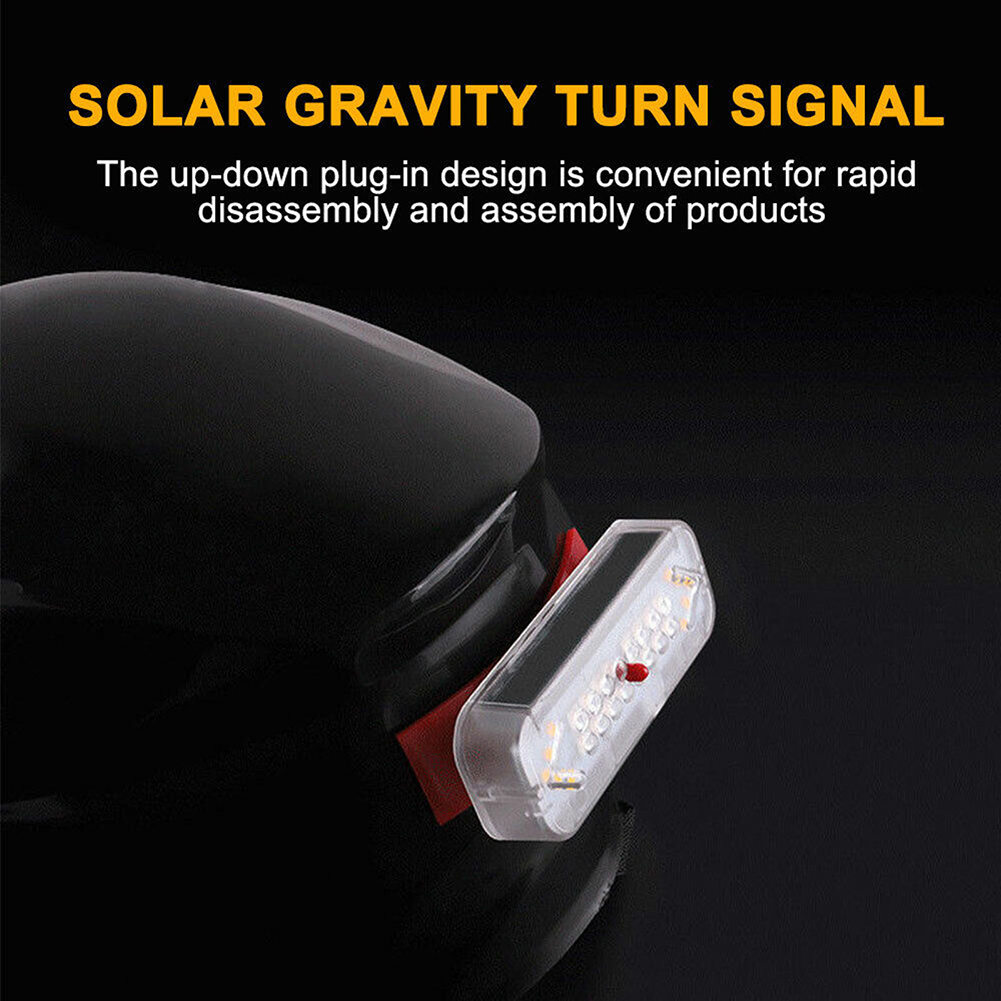 SOLAR GRAVITY TURN SIGNAL
The up-down plug-in design is convenient for rapid
disassembly and assembly of products